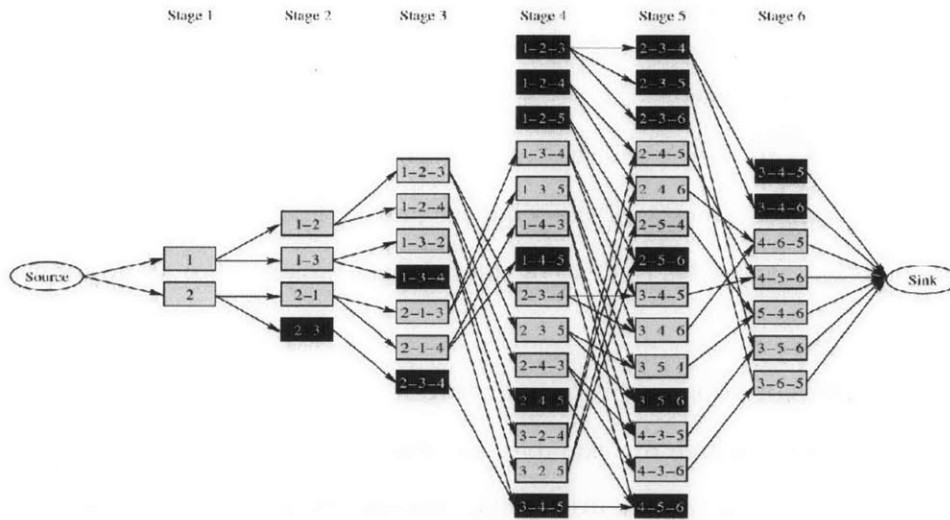 Stage 1 Stage 2 Stage 3 Stage 4 Stage 5 Stage 6
1-2-3 2-3-4
1-2-4 2-3-5
1-2-5 2-3-6
1-3-4 2-4-5
1-2-3 1 3 5 2 4 6 3-4-5
1-2 1-2-4 1-4-3 2-5-4 3-4-6
1 1-3 1-3-2 1-4-5 2-5-6 4-6-5
Source 1-3-4 2-3-4 3-4-5 4-5-6 Sink
2 2-1 2-1-3 2 3 5 3 4 6 5-4-6
2 3 2-1-4 2-4-3 3 5 4 3-5-6
2-3-4 2 4 5 3 5 6 3-6-5
3-2-4 4-3-5
3 2 5 4-3-6
3-4-5 4-5-6